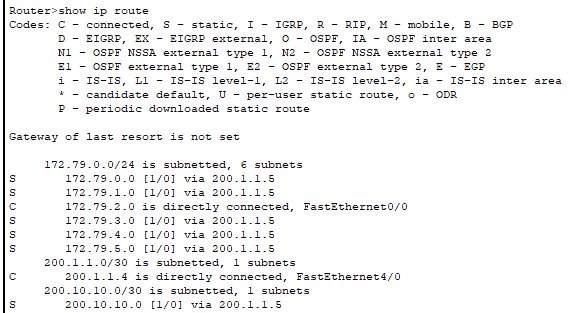 Router>show ip route
Codes: C - connected, S - static, I - IGRP, R - RIP, M - mobile, B - BGP
       D - EIGRP, EX - EIGRP external, O - OSPF, IA - OSPF inter area
       N1 - OSPF NSSA external type 1, N2 - OSPF NSSA external type 2
       E1 - OSPF external type 1, E2 - OSPF external type 2, E - EGP
       i - IS-IS, L1 - IS-IS level-1, L2 - IS-IS level-2, ia - IS-IS inter area
       * - candidate default, U - per-user static route, o - ODR
       P - periodic downloaded static route
Gateway of last resort is not set
     172.79.0.0/24 is subnetted, 6 subnets
S       172.79.0.0 [1/0] via 200.1.1.5
S       172.79.1.0 [1/0] via 200.1.1.5
C       172.79.2.0 is directly connected, FastEthernet0/0
S       172.79.3.0 [1/0] via 200.1.1.5
S       172.79.4.0 [1/0] via 200.1.1.5
S       172.79.5.0 [1/0] via 200.1.1.5
     200.1.1.0/30 is subnetted, 1 subnets
C       200.1.1.4 is directly connected, FastEthernet4/0
     200.10.10.0/30 is subnetted, 1 subnets
S       200.10.10.0 [1/0] via 200.1.1.5